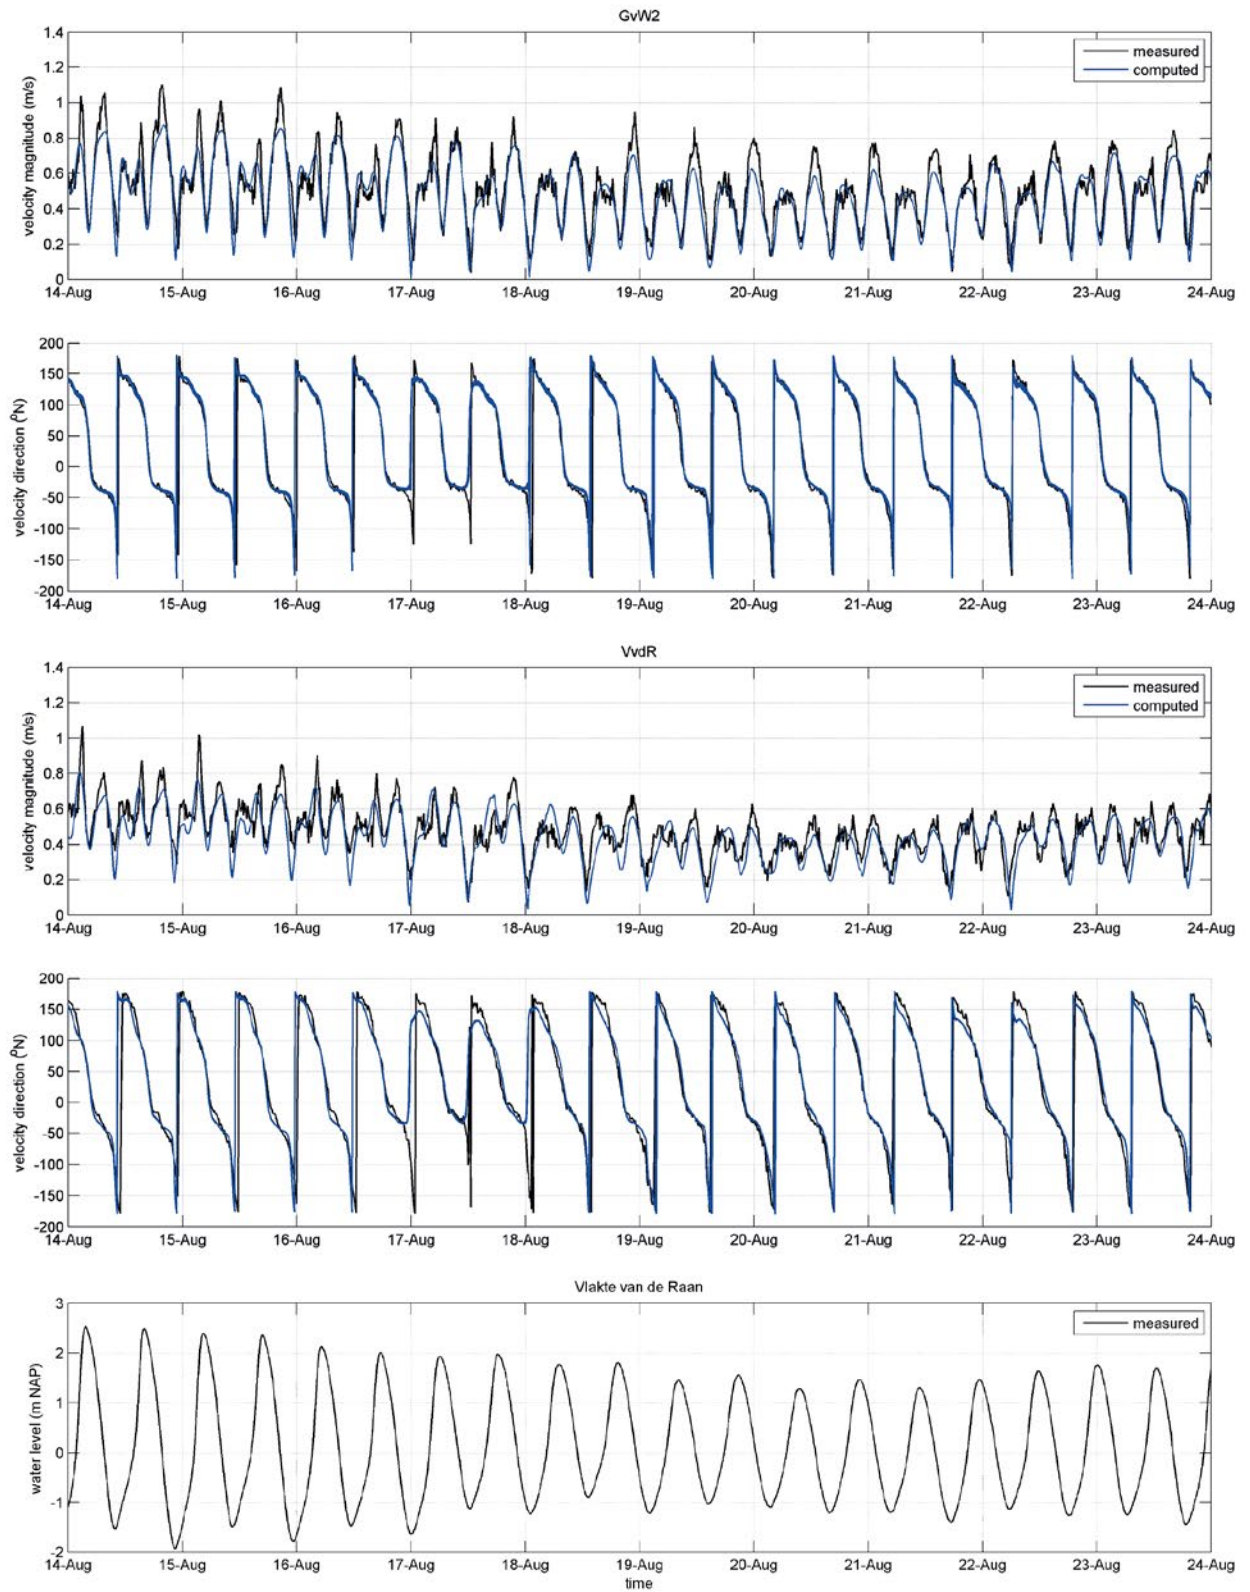 GvW2
1.4
1.2
1
0.8
0.6
0.4
0.2
0
velocity magnitude (m/s)
measured
computed
14-Aug 15-Aug 16-Aug 17-Aug 18-Aug 19-Aug 20-Aug 21-Aug 22-Aug 23-Aug 24-Aug
200
150
100
50
0
-50
-100
-150
-200
velocity direction (⁰N)
14-Aug 15-Aug 16-Aug 17-Aug 18-Aug 19-Aug 20-Aug 21-Aug 22-Aug 23-Aug 24-Aug
VvdR
1.4
1.2
1
0.8
0.6
0.4
0.2
0
velocity magnitude (m/s)
measured
computed
14-Aug 15-Aug 16-Aug 17-Aug 18-Aug 19-Aug 20-Aug 21-Aug 22-Aug 23-Aug 24-Aug
200
150
100
50
0
-50
-100
-150
-200
velocity direction (⁰N)
14-Aug 15-Aug 16-Aug 17-Aug 18-Aug 19-Aug 20-Aug 21-Aug 22-Aug 23-Aug 24-Aug
Vlakte van de Raan
3
2
1
0
-1
-2
water level (m NAP)
measured
14-Aug 15-Aug 16-Aug 17-Aug 18-Aug 19-Aug 20-Aug 21-Aug 22-Aug 23-Aug 24-Aug
time